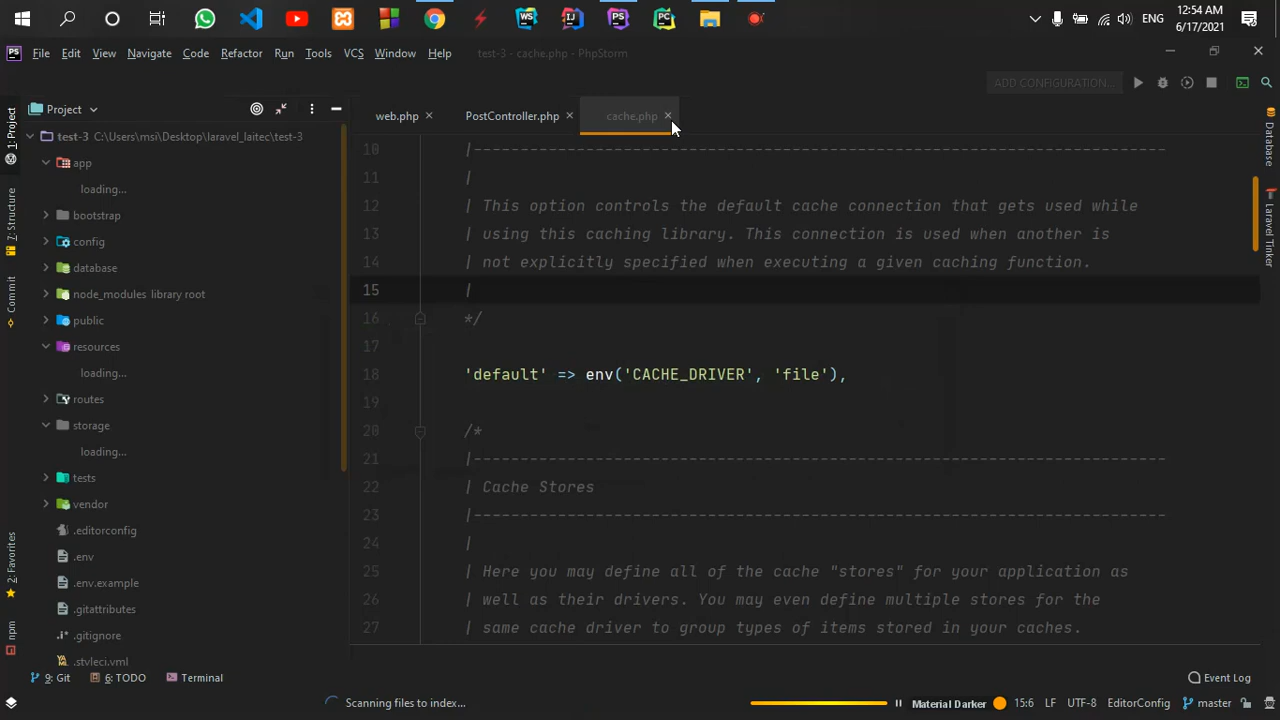 12:54 AM
ENG
6/17/2021
WS
IJ
PS
PC
PS
File Edit View Navigate Code Refactor Run Tools VCS Window Help
test-3 - cache.php - PhpStorm
ADD CONFIGURATION...
Project
web.php
PostController.php
cache.php
test-3 C:\Users\msi\Desktop\laravel_laitec\test-3
app
loading...
bootstrap
config
database
node_modules library root
public
resources
loading...
routes
storage
loading...
tests
vendor
.editorconfig
.env
.env.example
.gitattributes
.gitignore
.styleci.yml
1: Project
7: Structure
Commit
2: Favorites
npm
10 |-----------------------------------------------------------------------
11 |
12 | This option controls the default cache connection that gets used while
13 | using this caching library. This connection is used when another is
14 | not explicitly specified when executing a given caching function.
15 |
16 */
17
18 'default' => env('CACHE_DRIVER', 'file'),
19
20 /*
21 |-----------------------------------------------------------------------
22 | Cache Stores
23 |-----------------------------------------------------------------------
24 |
25 | Here you may define all of the cache "stores" for your application as
26 | well as their drivers. You may even define multiple stores for the
27 | same cache driver to group types of items stored in your caches.
Database
Laravel Tinker
9: Git
6: TODO
Terminal
Event Log
Scanning files to index...
Material Darker
15:6 LF UTF-8 EditorConfig master